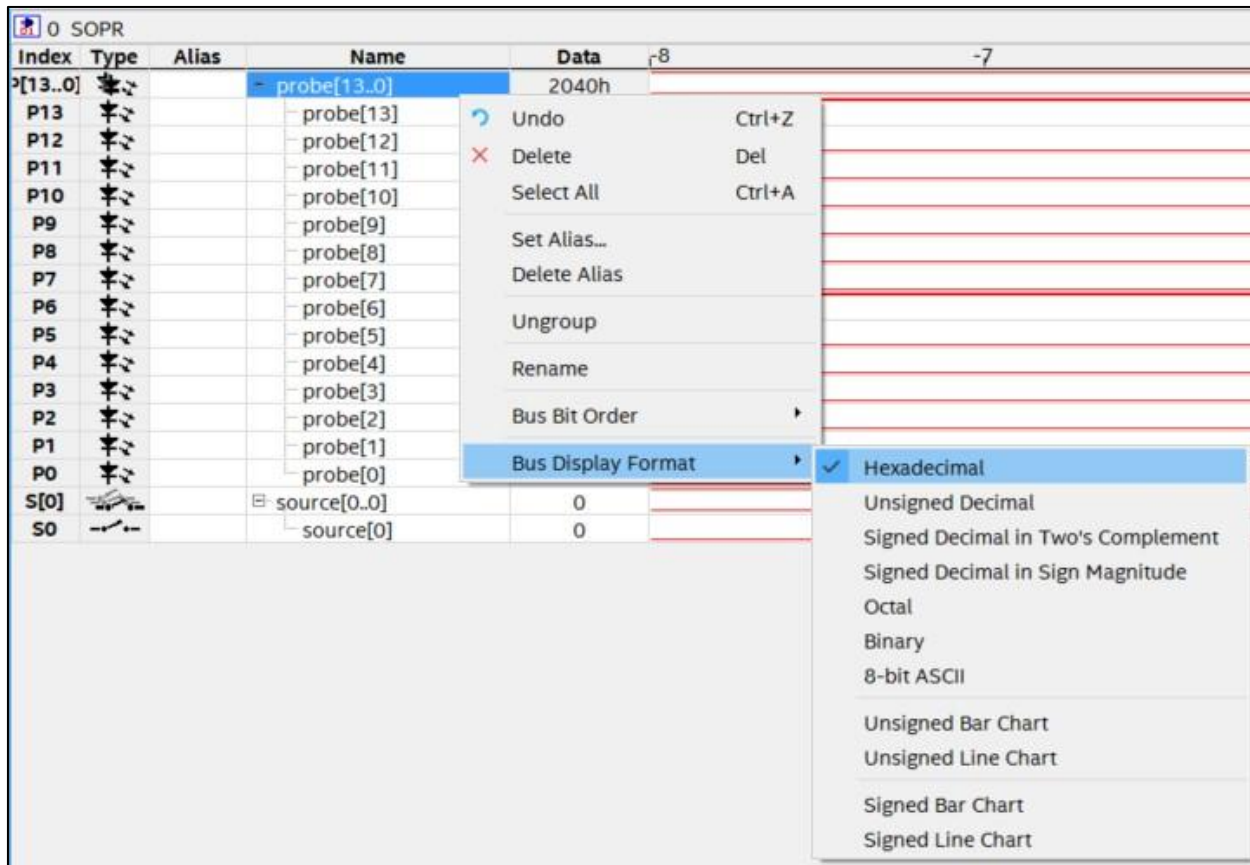 0 SOPR
Index Type Alias Name Data -8 -7
P[13..0] probe[13..0] 2040h
P13 probe[13]
P12 probe[12]
P11 probe[11]
P10 probe[10]
P9 probe[9]
P8 probe[8]
P7 probe[7]
P6 probe[6]
P5 probe[5]
P4 probe[4]
P3 probe[3]
P2 probe[2]
P1 probe[1]
P0 probe[0]
S[0] source[0..0] 0
S0 source[0] 0
Undo Ctrl+Z
Delete Del
Select All Ctrl+A
Set Alias...
Delete Alias
Ungroup
Rename
Bus Bit Order
Bus Display Format
Hexadecimal
Unsigned Decimal
Signed Decimal in Two's Complement
Signed Decimal in Sign Magnitude
Octal
Binary
8-bit ASCII
Unsigned Bar Chart
Unsigned Line Chart
Signed Bar Chart
Signed Line Chart